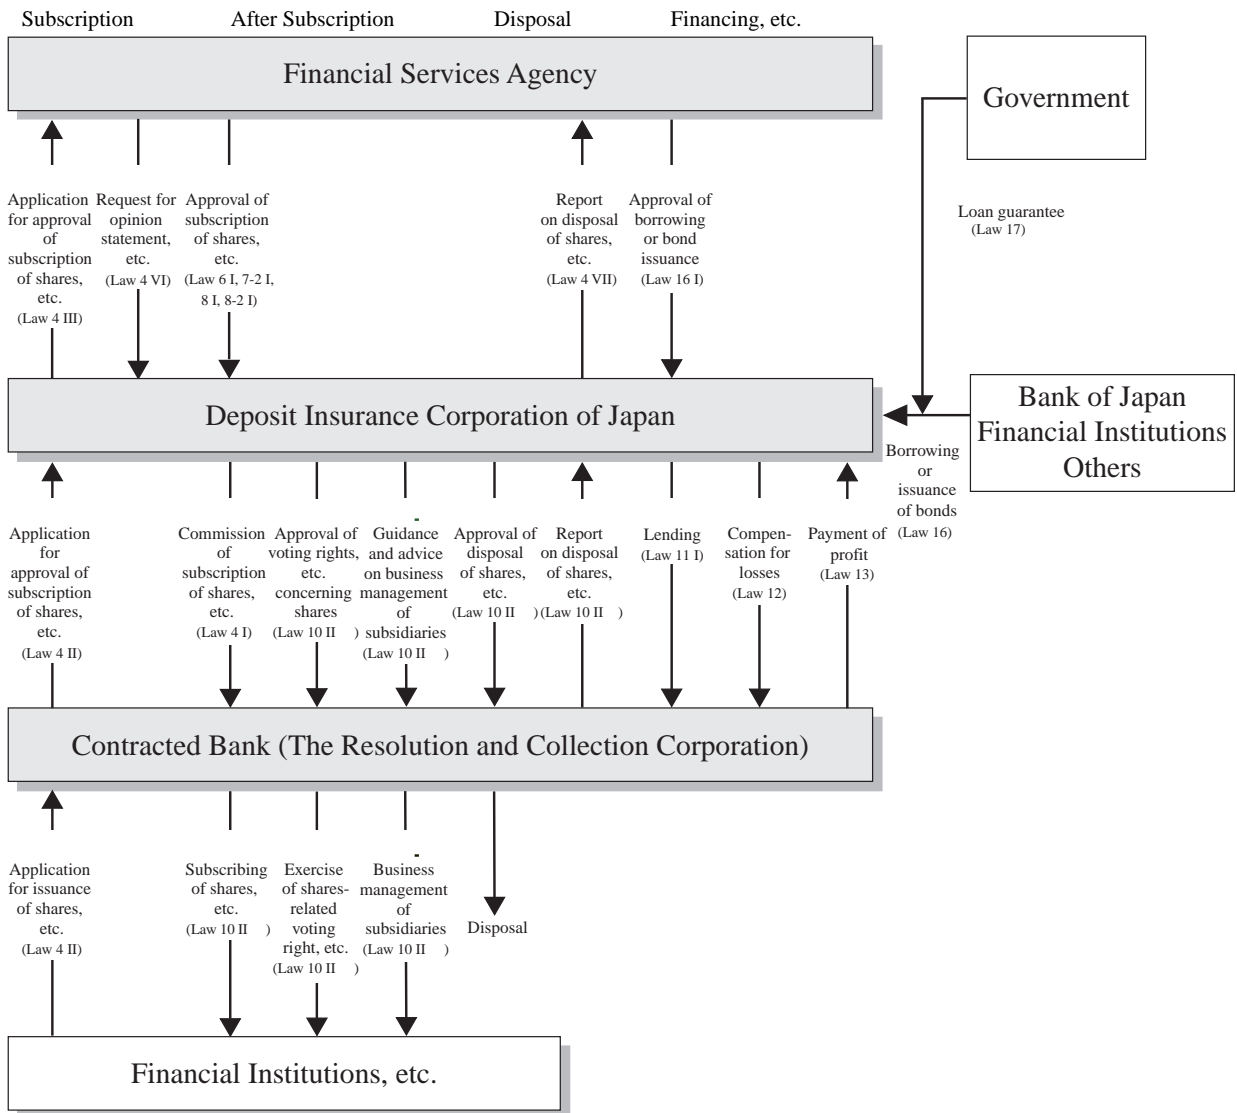 Subscription
After Subscription
Disposal
Financing, etc.
Financial Services Agency
Government
Application
for approval
of
subscription
of shares,
etc.
(Law 4 III)
Request for
opinion
statement,
etc.
(Law 4 VI)
Approval of
subscription
of shares,
etc.
(Law 6 I, 7-2 I,
8 I, 8-2 I)
Report
on disposal
of shares,
etc.
(Law 4 VII)
Approval of
borrowing
or bond
issuance
(Law 16 I)
Loan guarantee
(Law 17)
Deposit Insurance Corporation of Japan
Bank of Japan
Financial Institutions
Others
Borrowing
or
issuance
of bonds
(Law 16)
Application
for
approval of
subscription
of shares,
etc.
(Law 4 II)
Commission
of
subscription
of shares,
etc.
(Law 4 I)
Approval of
voting rights,
etc.
concerning
shares
(Law 10 II )
Guidance
and advice
on business
management
of
subsidiaries
(Law 10 II )
Approval of
disposal
of shares,
etc.
(Law 10 II )
Report
on disposal
of shares,
etc.
(Law 10 II )
Lending
(Law 11 I)
Compen-
sation for
losses
(Law 12)
Payment of
profit
(Law 13)
Contracted Bank (The Resolution and Collection Corporation)
Application
for issuance
of shares,
etc.
(Law 4 II)
Subscribing
of shares,
etc.
(Law 10 II )
Exercise
of shares-
related
voting
right, etc.
(Law 10 II )
Business
management
of
subsidiaries
(Law 10 II )
Disposal
Financial Institutions, etc.